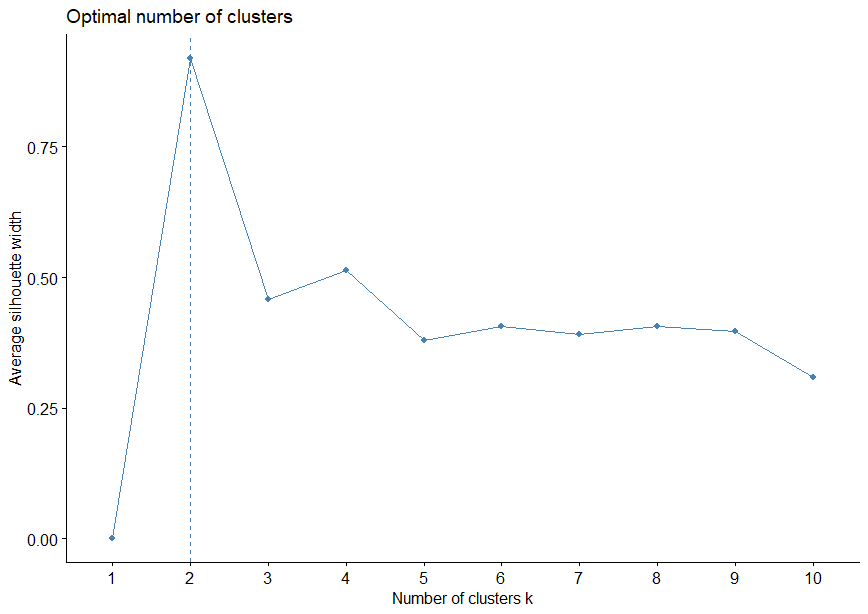 Optimal number of clusters
Average silhouette width
0.75
0.50
0.25
0.00
1 2 3 4 5 6 7 8 9 10
Number of clusters k